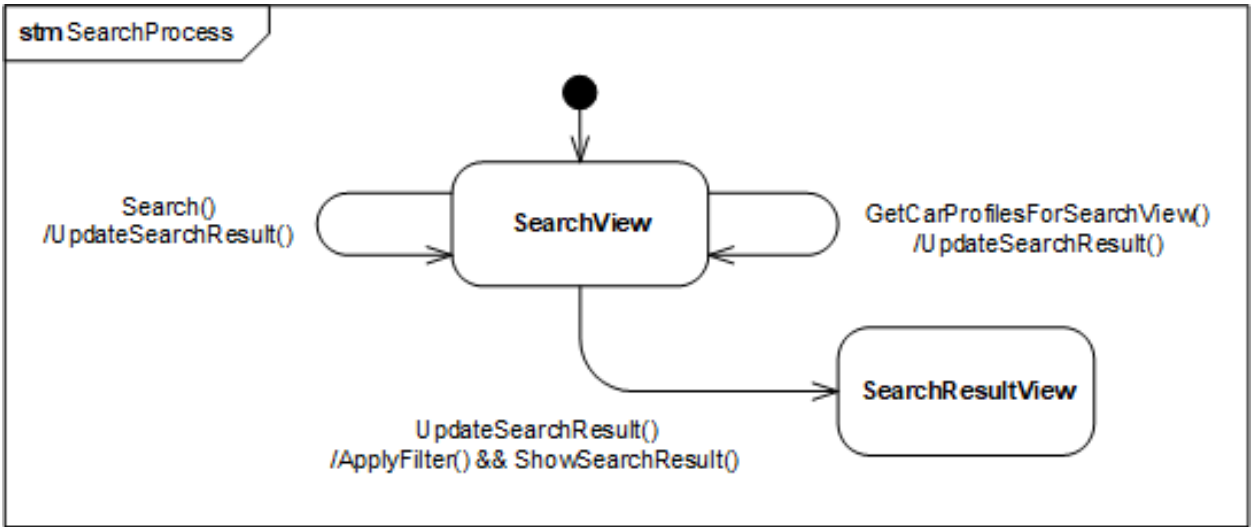 stm SearchProcess
Search()
/UpdateSearchResult()
SearchView
GetCarProfilesForSearchView()
/UpdateSearchResult()
SearchResultView
UpdateSearchResult()
/ApplyFilter() && ShowSearchResult()